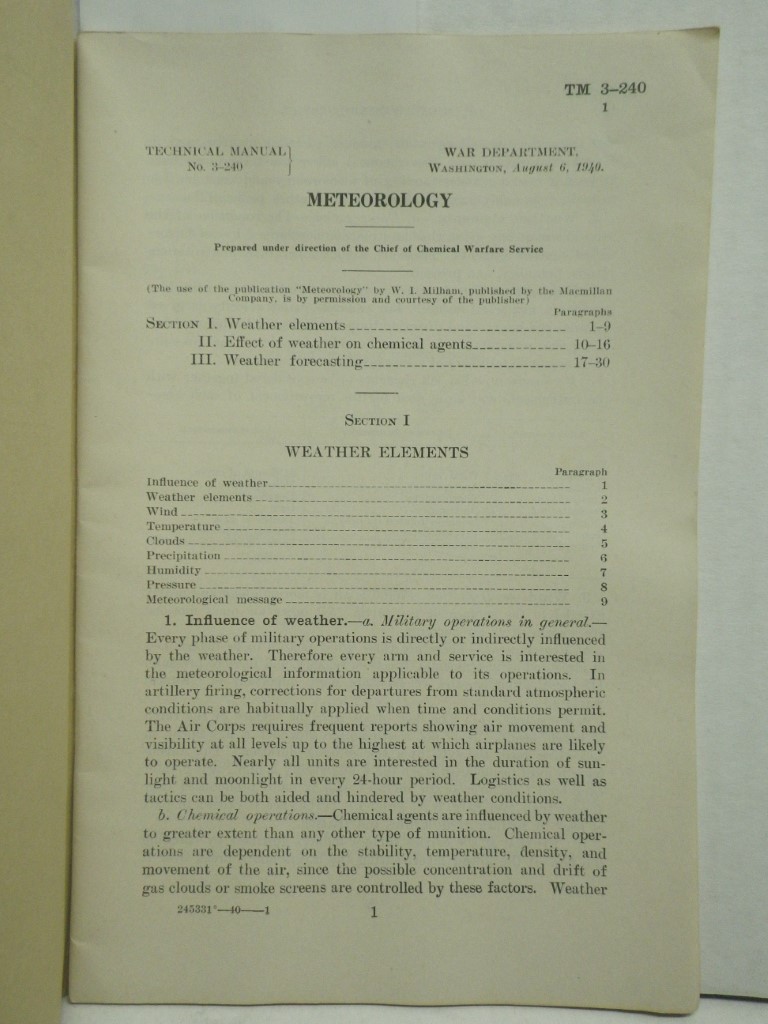 TM 3–240
1
TECHNICAL MANUAL
No. 3–240
WAR DEPARTMENT,
WASHINGTON, August 6, 1940.
METEOROLOGY
Prepared under direction of the Chief of Chemical Warfare Service
(The use of the publication "Meteorology" by W. I. Milham, published by the Macmillan
Company, is by permission and courtesy of the publisher)
Paragraphs
SECTION I. Weather elements 1–9
II. Effect of weather on chemical agents 10–16
III. Weather forecasting 17–30
SECTION I
WEATHER ELEMENTS
Paragraph
Influence of weather 1
Weather elements 2
Wind 3
Temperature 4
Clouds 5
Precipitation 6
Humidity 7
Pressure 8
Meteorological message 9
1. Influence of weather.—a. Military operations in general.—
Every phase of military operations is directly or indirectly influenced
by the weather. Therefore every arm and service is interested in
the meteorological information applicable to its operations. In
artillery firing, corrections for departures from standard atmospheric
conditions are habitually applied when time and conditions permit.
The Air Corps requires frequent reports showing air movement and
visibility at all levels up to the highest at which airplanes are likely
to operate. Nearly all units are interested in the duration of sun-
light and moonlight in every 24-hour period. Logistics as well as
tactics can be both aided and hindered by weather conditions.
b. Chemical operations.—Chemical agents are influenced by weather
to greater extent than any other type of munition. Chemical oper-
ations are dependent on the stability, temperature, density, and
movement of the air, since the possible concentration and drift of
gas clouds or smoke screens are controlled by these factors. Weather
245331°—40——1
1